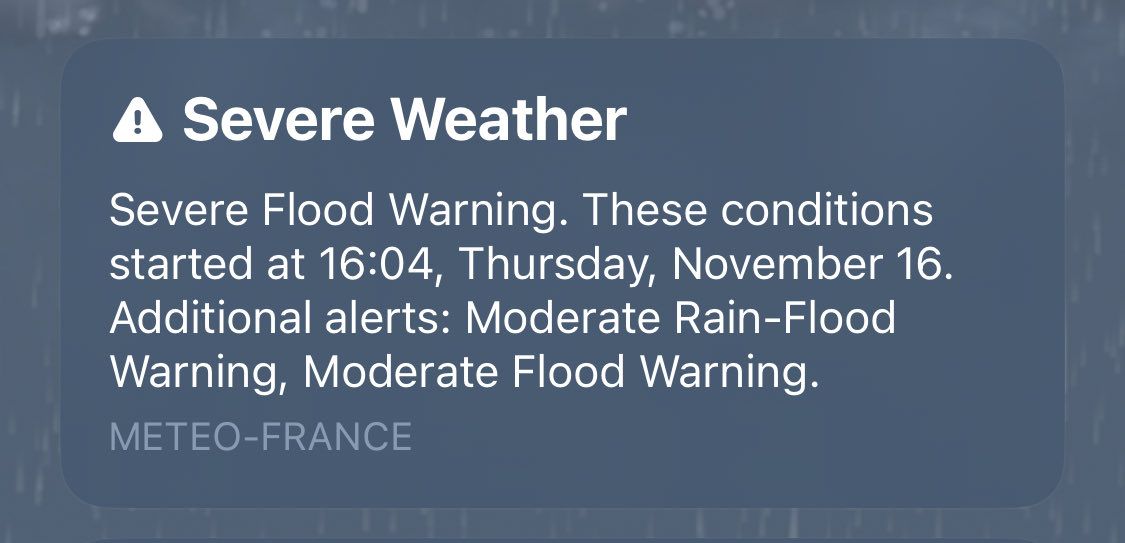 Severe Weather
Severe Flood Warning. These conditions
started at 16:04, Thursday, November 16.
Additional alerts: Moderate Rain-Flood
Warning, Moderate Flood Warning.
METEO-FRANCE